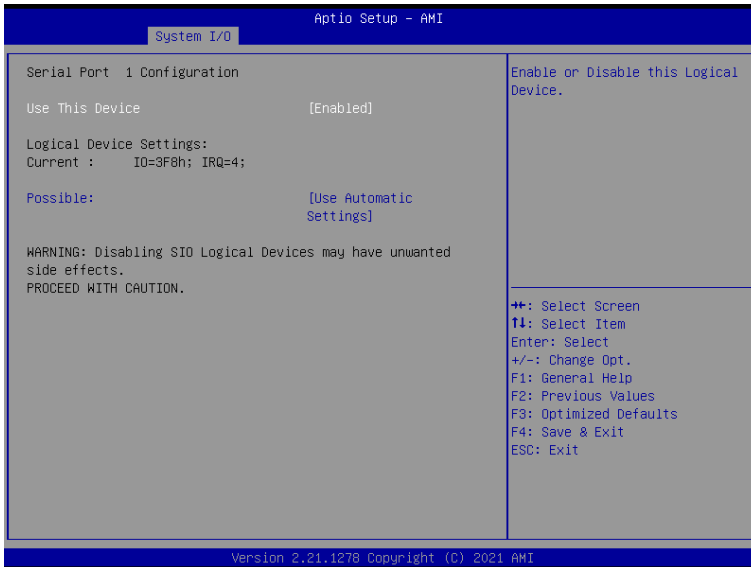 Aptio Setup – AMI
System I/O
Serial Port 1 Configuration
Use This Device [Enabled]
Logical Device Settings:
Current : IO=3F8h; IRQ=4;
Possible: [Use Automatic
Settings]
WARNING: Disabling SIO Logical Devices may have unwanted
side effects.
PROCEED WITH CAUTION.
Enable or Disable this Logical
Device.
→←: Select Screen
↑↓: Select Item
Enter: Select
+/-: Change Opt.
F1: General Help
F2: Previous Values
F3: Optimized Defaults
F4: Save & Exit
ESC: Exit
Version 2.21.1278 Copyright (C) 2021 AMI